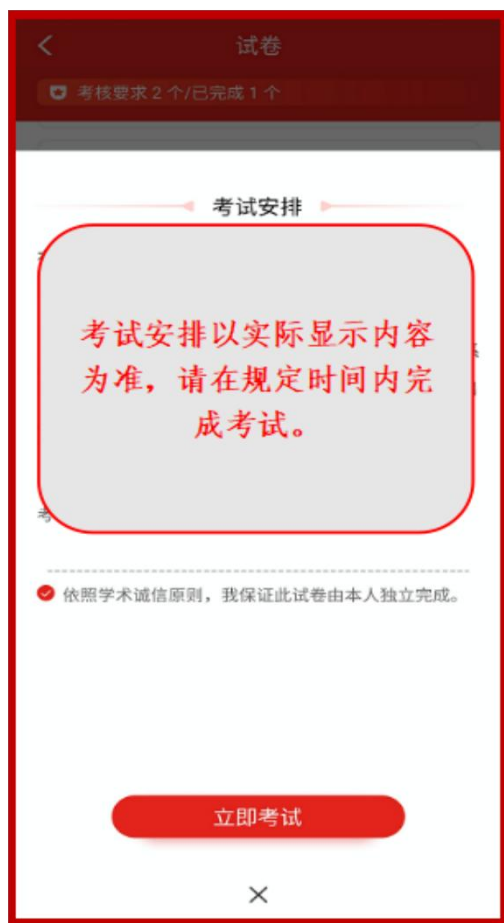 试卷
考核要求 2 个/已完成 1 个
考试安排
考试安排以实际显示内容
为准，请在规定时间内完
成考试。
依照学术诚信原则，我保证此试卷由本人独立完成。
立即考试